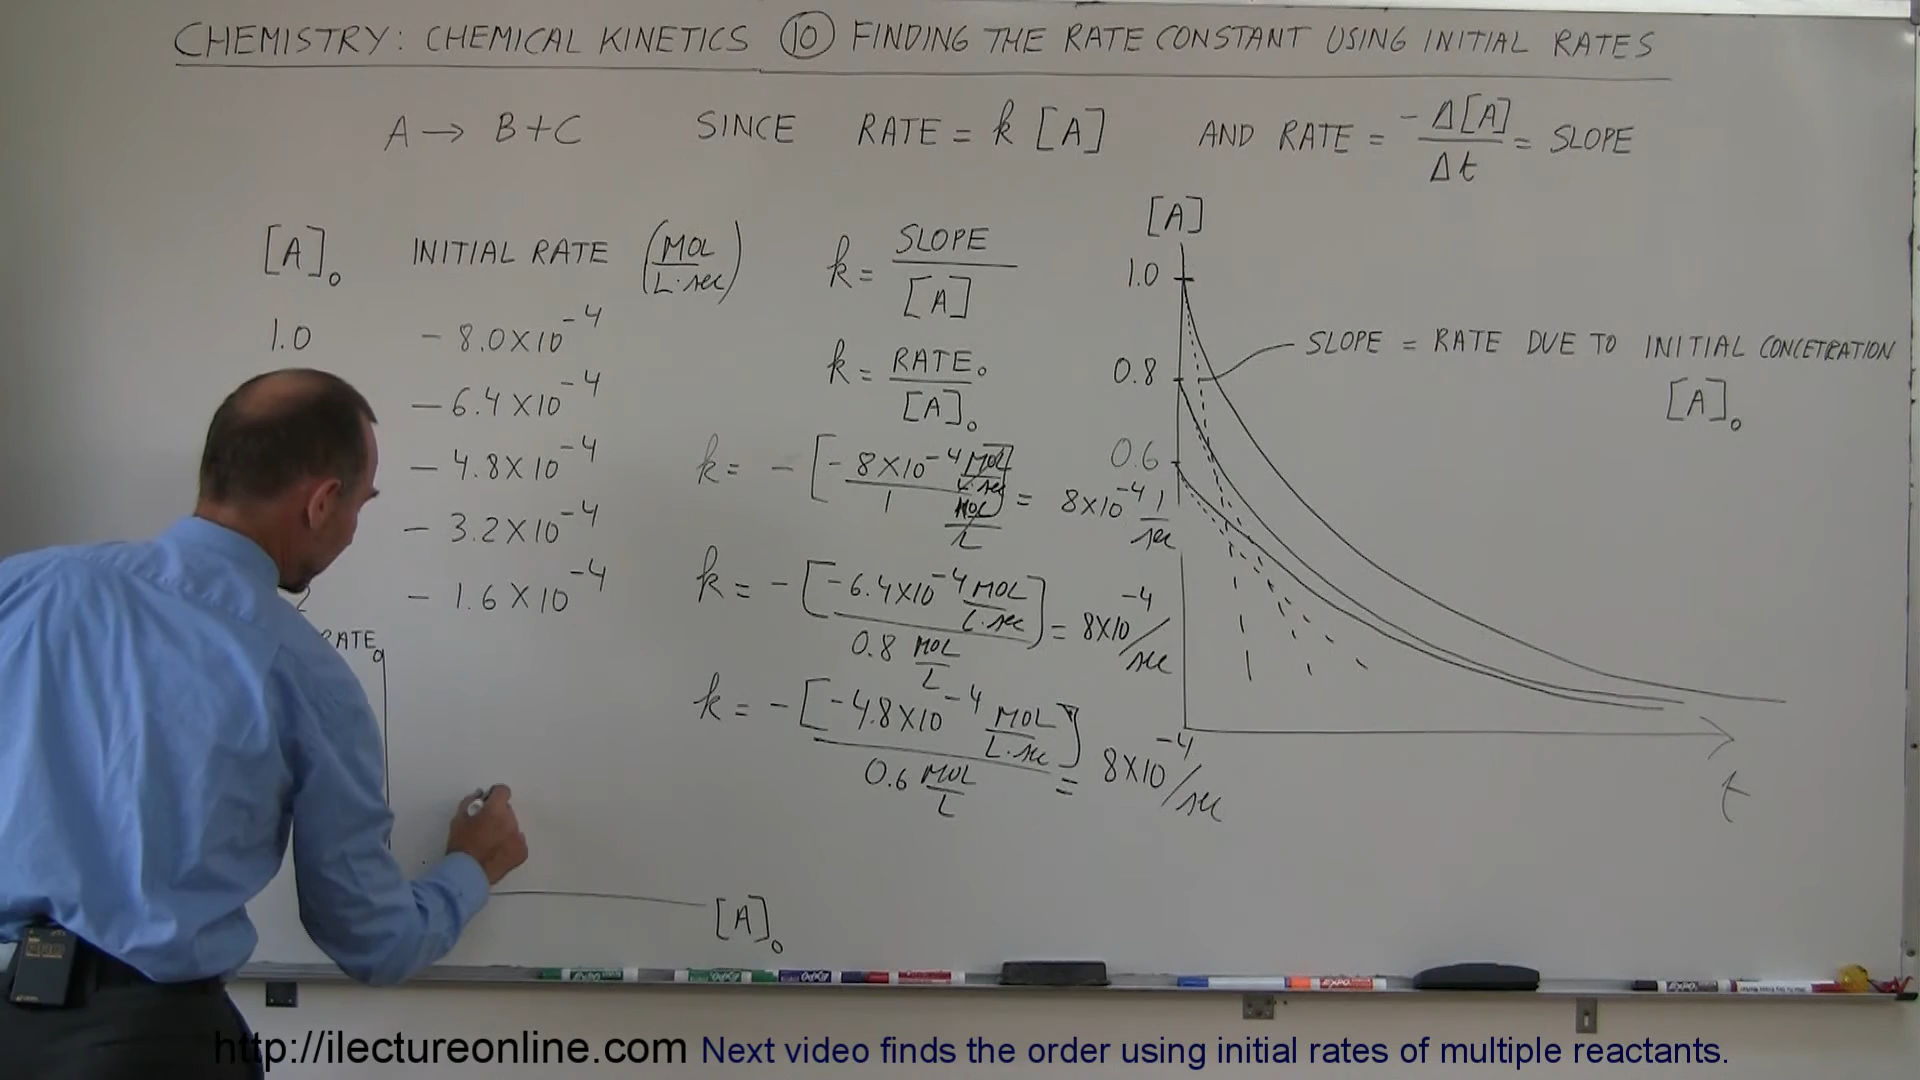 CHEMISTRY: CHEMICAL KINETICS 10 FINDING THE RATE CONSTANT USING INITIAL RATES
A → B+C SINCE RATE = k [A] AND RATE = -Δ[A]/Δt = SLOPE
[A]₀ INITIAL RATE (MOL/L·sec)
1.0 - 8.0×10⁻⁴
- 6.4×10⁻⁴
- 4.8×10⁻⁴
- 3.2×10⁻⁴
2 - 1.6×10⁻⁴
k = SLOPE/[A]
k = RATE₀/[A]₀
k = -[-8×10⁻⁴ MOL/L·sec / 1 MOL/L] = 8×10⁻⁴ 1/sec
k = -[-6.4×10⁻⁴ MOL/L·sec / 0.8 MOL/L] = 8×10⁻⁴/sec
k = -[-4.8×10⁻⁴ MOL/L·sec / 0.6 MOL/L] = 8×10⁻⁴/sec
[A]
1.0
0.8
0.6
SLOPE = RATE DUE TO INITIAL CONCETRATION
[A]₀
t
RATE₀
[A]₀
EXPO
http://ilectureonline.com Next video finds the order using initial rates of multiple reactants.